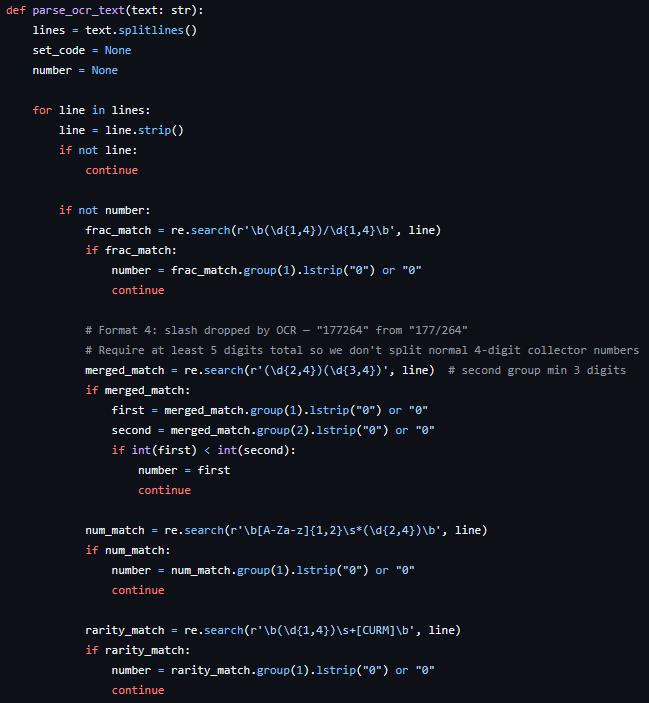 def parse_ocr_text(text: str):
    lines = text.splitlines()
    set_code = None
    number = None

    for line in lines:
        line = line.strip()
        if not line:
            continue

        if not number:
            frac_match = re.search(r'\b(\d{1,4})/\d{1,4}\b', line)
            if frac_match:
                number = frac_match.group(1).lstrip("0") or "0"
                continue

            # Format 4: slash dropped by OCR — "177264" from "177/264"
            # Require at least 5 digits total so we don't split normal 4-digit collector numbers
            merged_match = re.search(r'(\d{2,4})(\d{3,4})', line)  # second group min 3 digits
            if merged_match:
                first = merged_match.group(1).lstrip("0") or "0"
                second = merged_match.group(2).lstrip("0") or "0"
                if int(first) < int(second):
                    number = first
                    continue

            num_match = re.search(r'\b[A-Za-z]{1,2}\s*(\d{2,4})\b', line)
            if num_match:
                number = num_match.group(1).lstrip("0") or "0"
                continue

            rarity_match = re.search(r'\b(\d{1,4})\s+[CURM]\b', line)
            if rarity_match:
                number = rarity_match.group(1).lstrip("0") or "0"
                continue